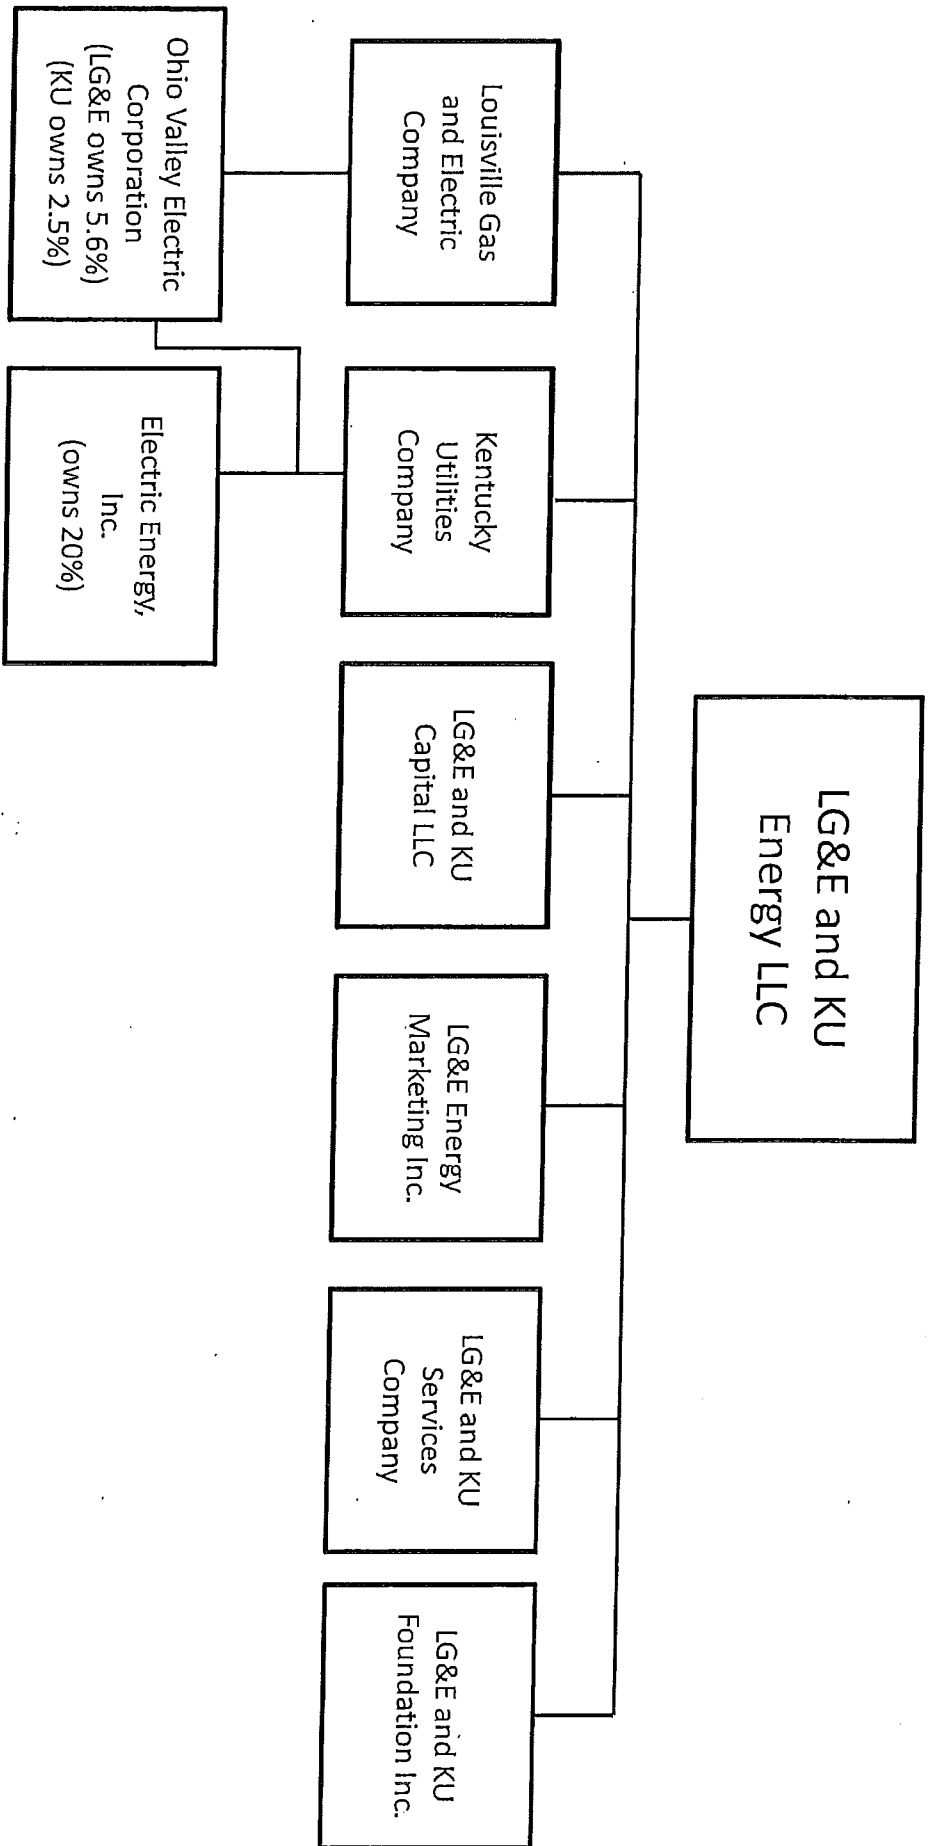 LG&E and KU
Energy LLC
Louisville Gas
and Electric
Company
Kentucky
Utilities
Company
LG&E and KU
Capital LLC
LG&E Energy
Marketing Inc.
LG&E and KU
Services
Company
LG&E and KU
Foundation Inc.
Ohio Valley Electric
Corporation
(LG&E owns 5.6%)
(KU owns 2.5%)
Electric Energy,
Inc.
(owns 20%)